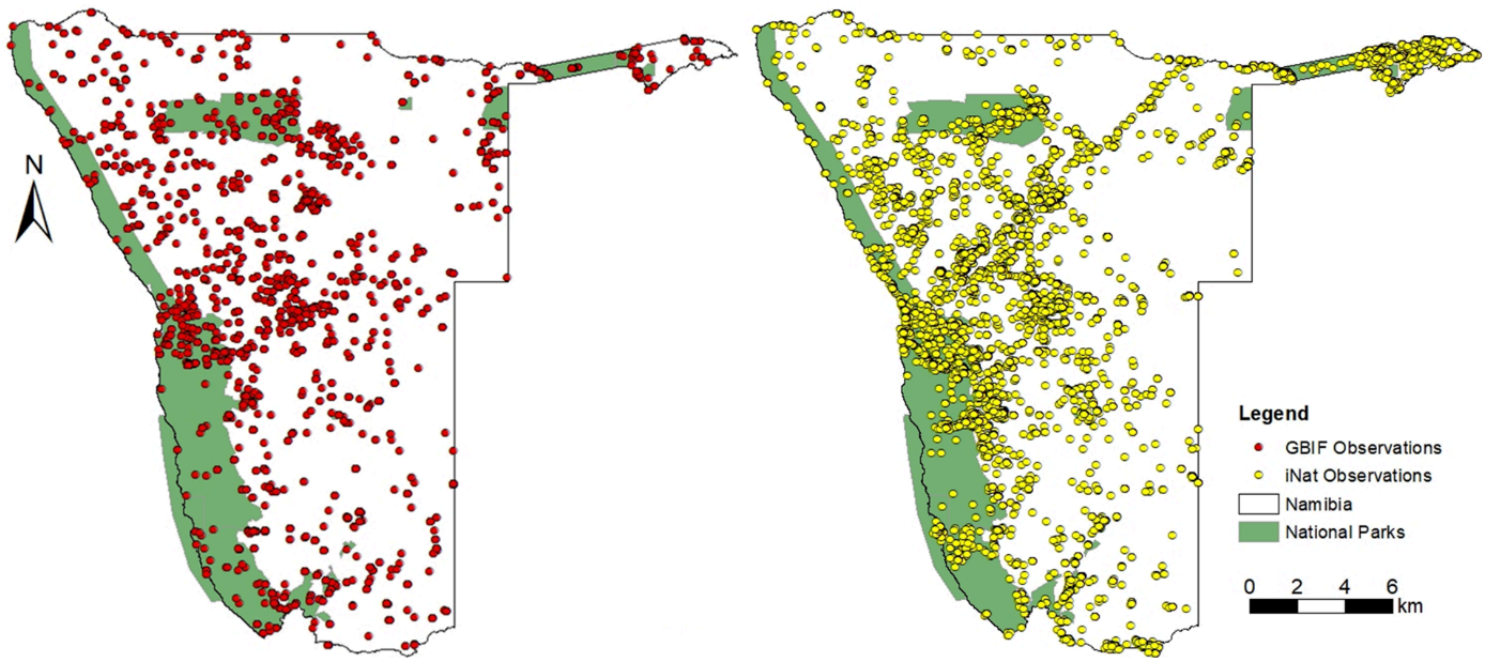 N
Legend
GBIF Observations
iNat Observations
Namibia
National Parks
0 2 4 6
km